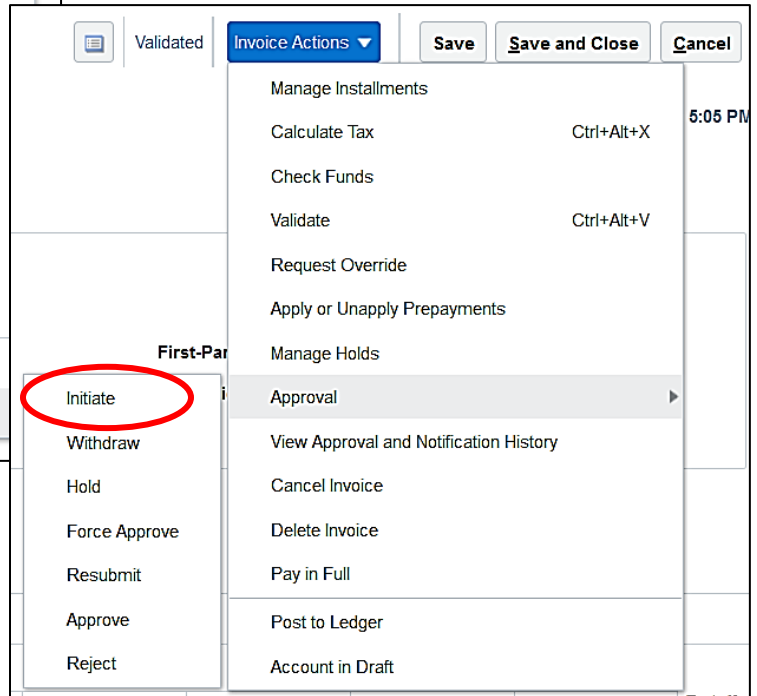 Validated
Invoice Actions
Save
Save and Close
Cancel
Manage Installments
5:05 PM
Calculate Tax Ctrl+Alt+X
Check Funds
Validate Ctrl+Alt+V
Request Override
Apply or Unapply Prepayments
First-Par
Manage Holds
Initiate
Approval
Withdraw
View Approval and Notification History
Hold
Cancel Invoice
Force Approve
Delete Invoice
Resubmit
Pay in Full
Approve
Post to Ledger
Reject
Account in Draft